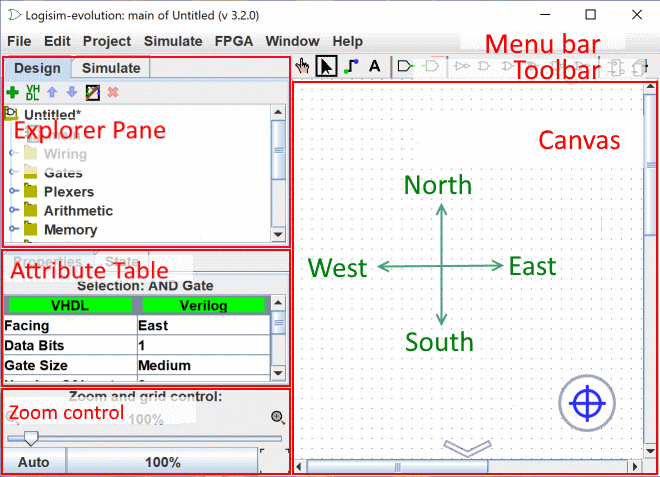 Logisim-evolution: main of Untitled (v 3.2.0)
File Edit Project Simulate FPGA Window Help
Menu bar
Design Simulate
A
Toolbar
VH
DL
Untitled*
Explorer Pane
Canvas
Wiring
Gates
Plexers
Arithmetic
Memory
North
West
East
South
Properties State
Attribute Table
Selection: AND Gate
VHDL Verilog
Facing East
Data Bits 1
Gate Size Medium
Zoom and grid control:
Zoom control
100%
Auto 100%